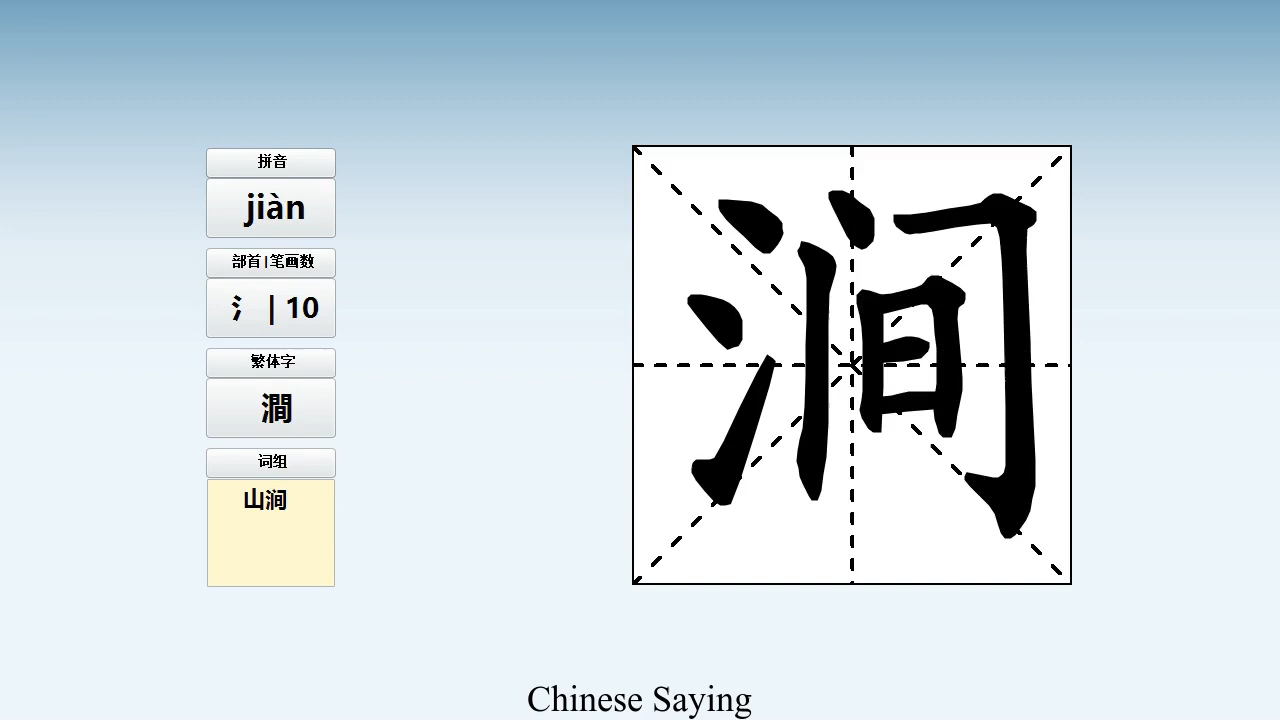 拼音
jiàn
部首|笔画数
氵 | 10
繁体字
澗
词组
山涧
涧
Chinese Saying